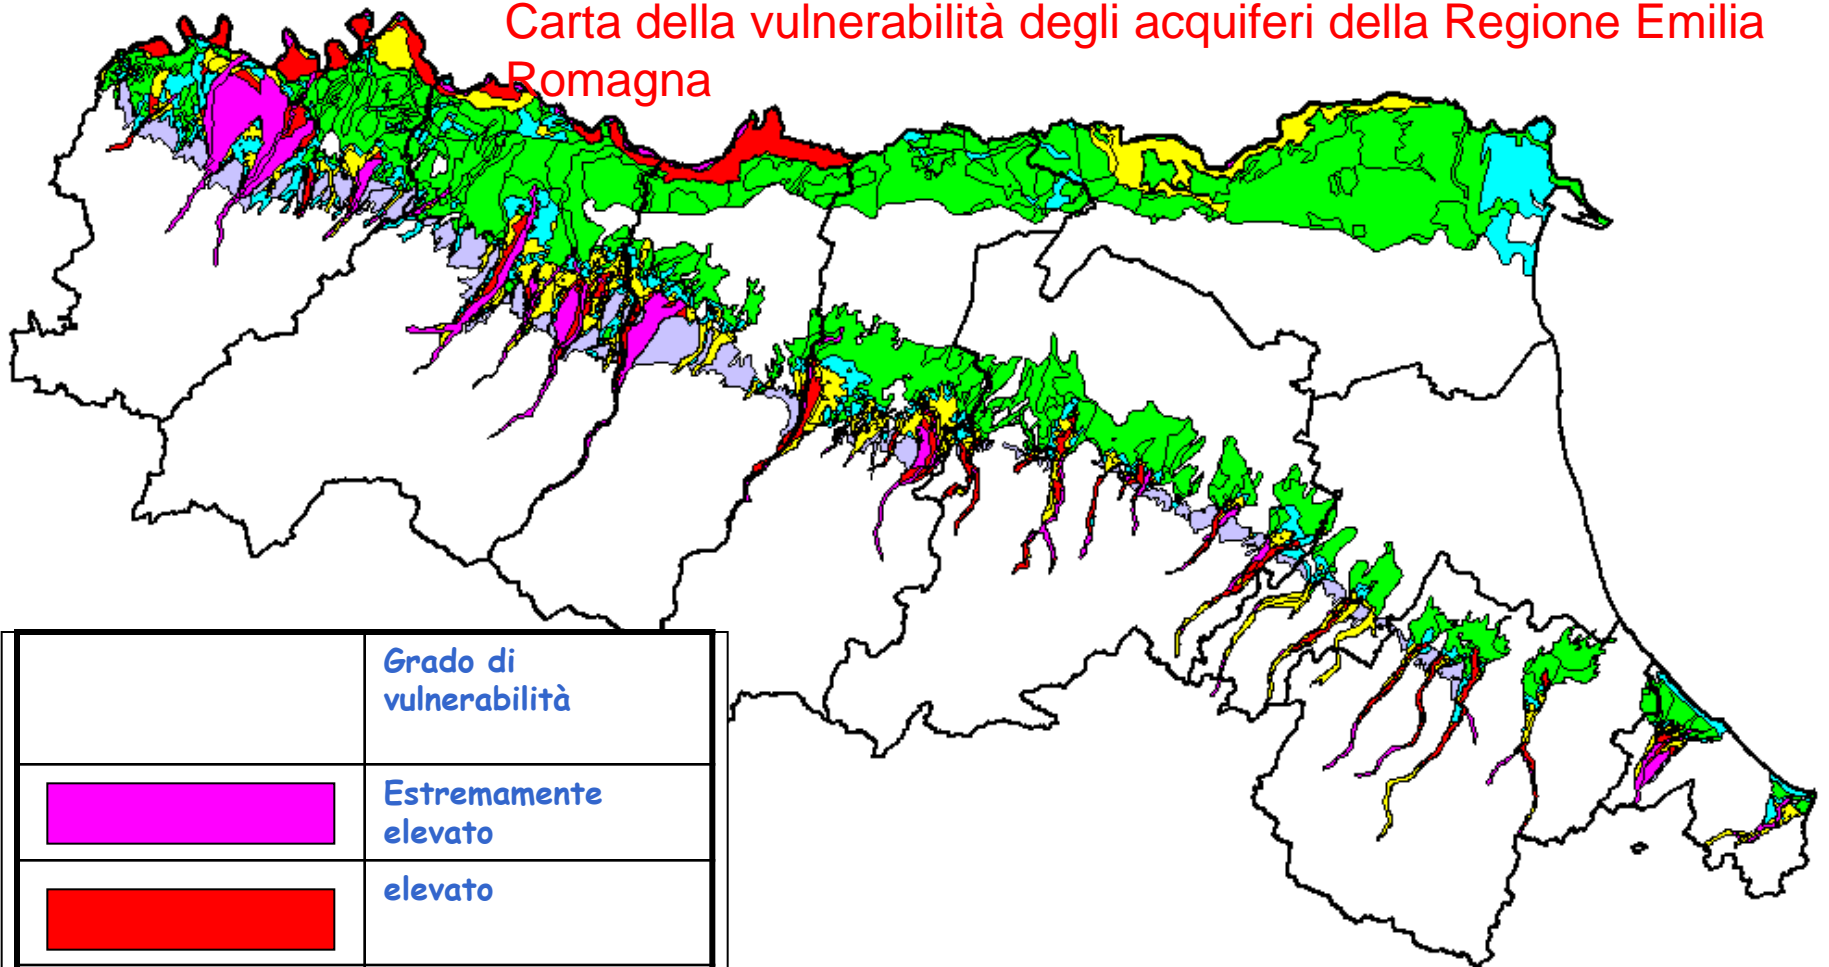 Carta della vulnerabilità degli acquiferi della Regione Emilia
Romagna
Grado di
vulnerabilità
Estremamente
elevato
elevato